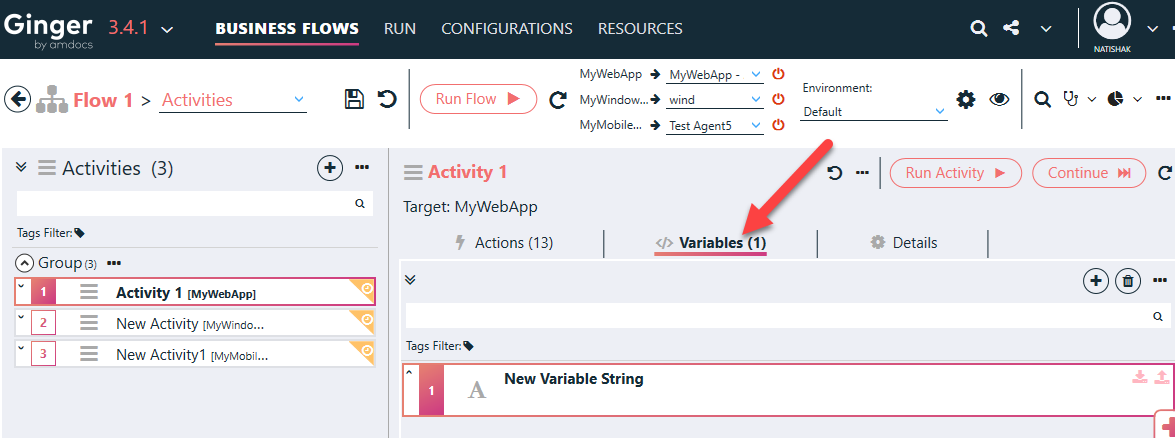 Ginger 3.4.1 BUSINESS FLOWS RUN CONFIGURATIONS RESOURCES
by amdocs
NATISHAK
Flow 1 > Activities
Run Flow
MyWebApp MyWebApp -
MyWindow... wind
MyMobile... Test Agent5
Environment:
Default
Activities (3)
Tags Filter:
Group (3)
1 Activity 1 [MyWebApp]
2 New Activity [MyWindo...
3 New Activity1 [MyMobil...
Activity 1 Run Activity Continue
Target: MyWebApp
Actions (13) </> Variables (1) Details
Tags Filter:
1 A New Variable String